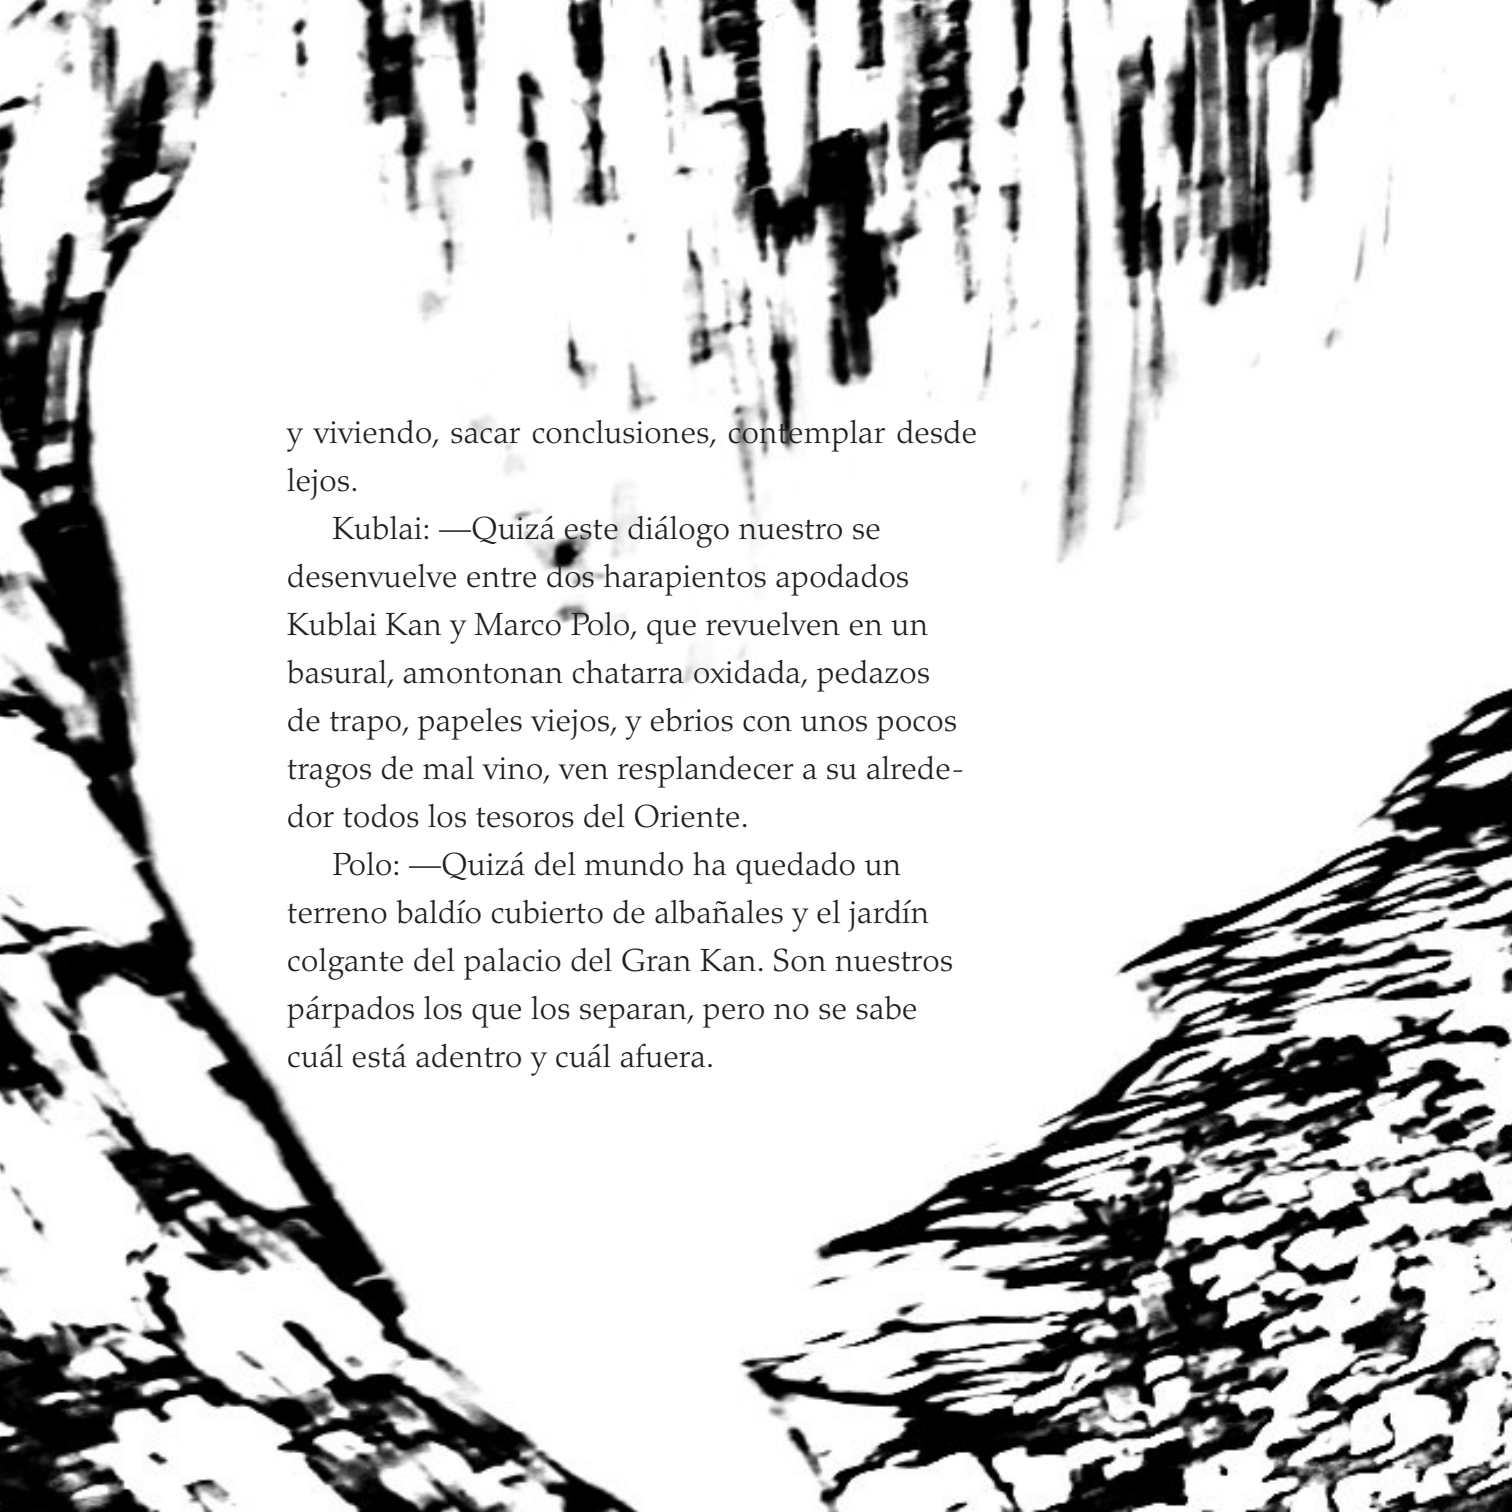 y viviendo, sacar conclusiones, contemplar desde
lejos.
Kublai: —Quizá este diálogo nuestro se
desenvuelve entre dos harapientos apodados
Kublai Kan y Marco Polo, que revuelven en un
basural, amontonan chatarra oxidada, pedazos
de trapo, papeles viejos, y ebrios con unos pocos
tragos de mal vino, ven resplandecer a su alrede-
dor todos los tesoros del Oriente.
Polo: —Quizá del mundo ha quedado un
terreno baldío cubierto de albañales y el jardín
colgante del palacio del Gran Kan. Son nuestros
párpados los que los separan, pero no se sabe
cuál está adentro y cuál afuera.